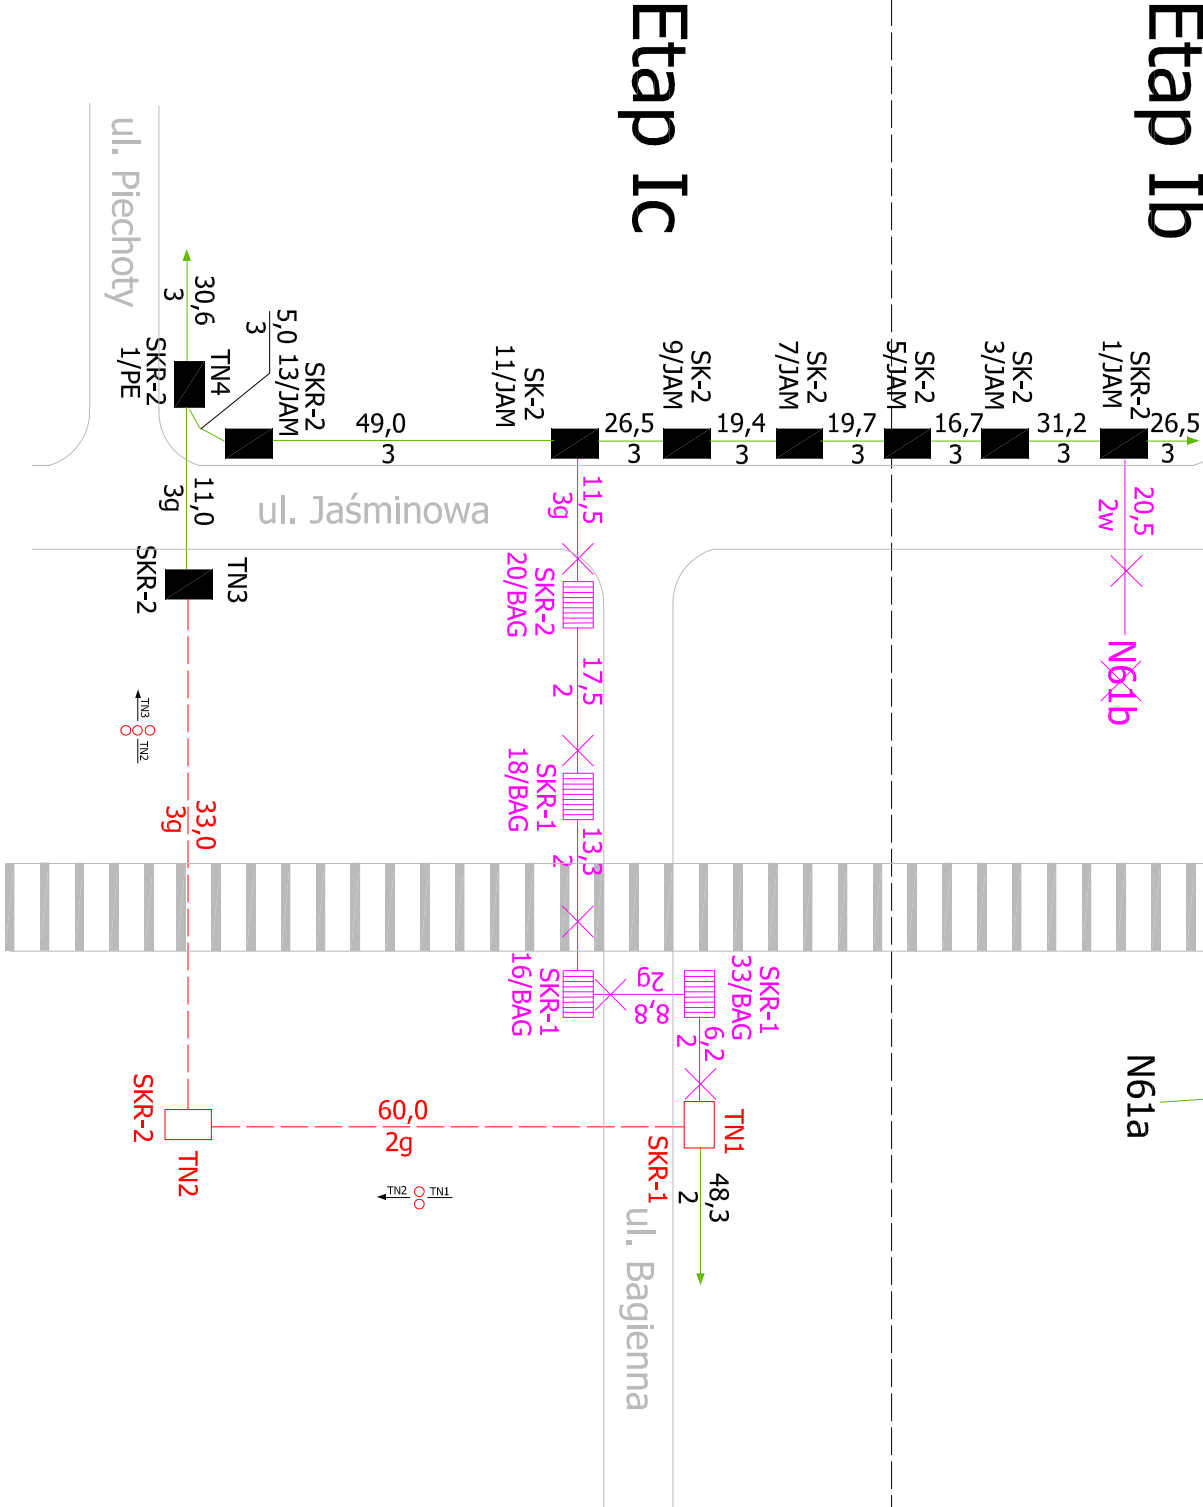 Etap Ic
Etap Ib
ul. Piechoty
30,6
3
TN4
SKR-2
1/PE
5,0
3
SKR-2
13/JAM
49,0
3
SK-2
11/JAM
26,5
3
SK-2
9/JAM
19,4
3
SK-2
7/JAM
19,7
3
SK-2
5/JAM
16,7
3
SK-2
3/JAM
31,2
3
SKR-2
1/JAM
26,5
3
11,0
3g
ul. Jaśminowa
11,5
3g
20,5
2w
N61b
TN3
SKR-2
SKR-2
20/BAG
17,5
2
TN3
TN2
SKR-1
18/BAG
13,3
2
33,0
3g
SKR-1
16/BAG
8,8
2g
SKR-1
33/BAG
6,2
2
N61a
SKR-2
TN2
60,0
2g
TN1
SKR-1
TN2
TN1
48,3
2
ul. Bagienna